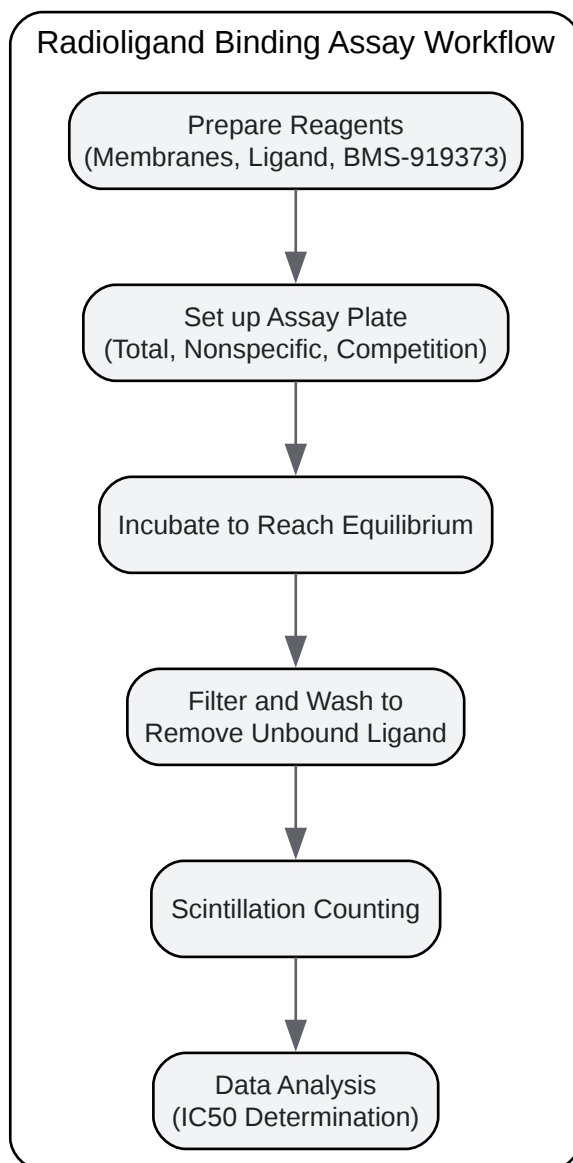 Radioligand Binding Assay Workflow
Prepare Reagents
(Membranes, Ligand, BMS-919373)
Set up Assay Plate
(Total, Nonspecific, Competition)
Incubate to Reach Equilibrium
Filter and Wash to
Remove Unbound Ligand
Scintillation Counting
Data Analysis
(IC50 Determination)